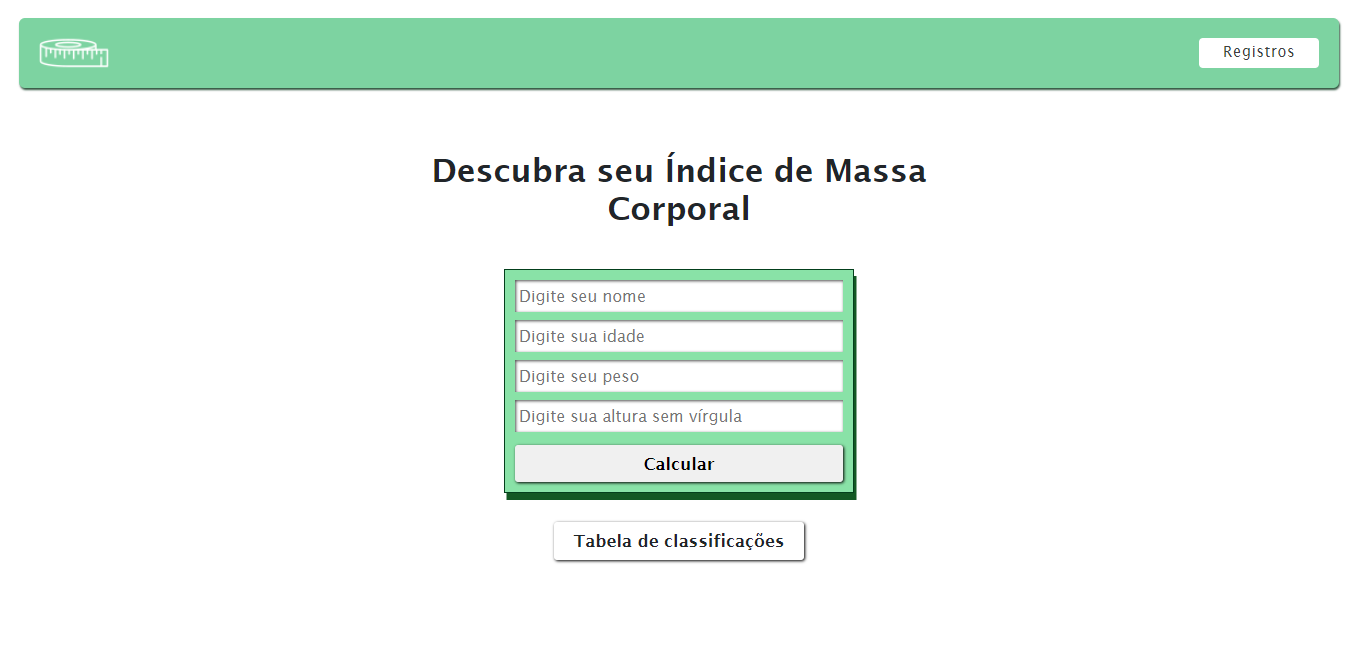 Registros
Descubra seu Índice de Massa
Corporal
Digite seu nome
Digite sua idade
Digite seu peso
Digite sua altura sem vírgula
Calcular
Tabela de classificações